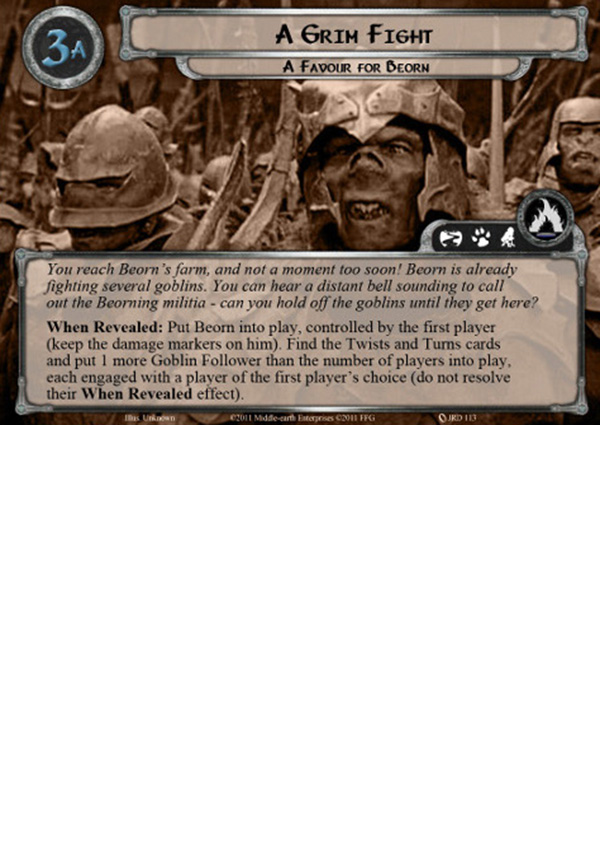 3A
A Grim Fight
A Favour for Beorn
You reach Beorn's farm, and not a moment too soon! Beorn is already
fighting several goblins. You can hear a distant bell sounding to call
out the Beorning militia - can you hold off the goblins until they get here?
When Revealed: Put Beorn into play, controlled by the first player
(keep the damage markers on him). Find the Twists and Turns cards
and put 1 more Goblin Follower than the number of players into play,
each engaged with a player of the first player's choice (do not resolve
their When Revealed effect).
Illus. Unknown ©2011 Middle-earth Enterprises ©2011 FFG JRD 113